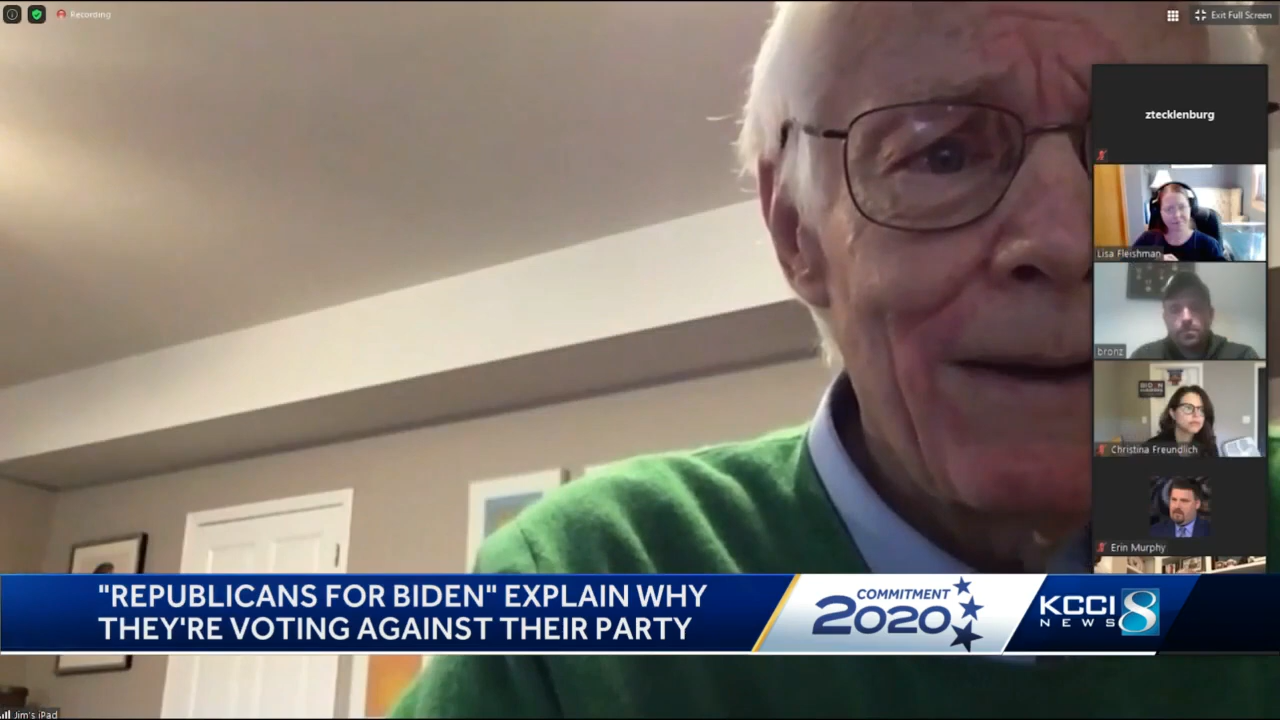 Recording
Exit Full Screen
ztecklenburg
Lisa Fleishman
bronz
BIDEN
Christina Freundlich
Erin Murphy
"REPUBLICANS FOR BIDEN" EXPLAIN WHY
THEY'RE VOTING AGAINST THEIR PARTY
COMMITMENT
2020
KCCI 8
NEWS
Jim's iPad